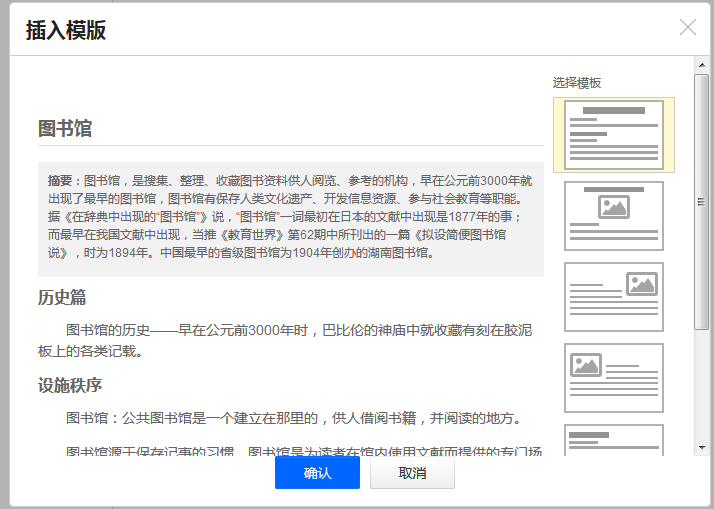 插入模版
选择模板
图书馆
摘要：图书馆，是搜集、整理、收藏图书资料供人阅览、参考的机构，早在公元前3000年就
出现了最早的图书馆，图书馆有保存人类文化遗产、开发信息资源、参与社会教育等职能。
据《在辞典中出现的“图书馆”》说，“图书馆”一词最初在日本的文献中出现是1877年的事；
而最早在我国文献中出现，当推《教育世界》第62期中所刊出的一篇《拟设简便图书馆
说》，时为1894年。中国最早的省级图书馆为1904年创办的湖南图书馆。
历史篇
图书馆的历史——早在公元前3000年时，巴比伦的神庙中就收藏有刻在胶泥
板上的各类记载。
设施秩序
图书馆：公共图书馆是一个建立在那里的，供人借阅书籍，并阅读的地方。
图书馆源于保存记事的习惯。图书馆是为读者在馆内使用文献而提供的专门场
确认
取消